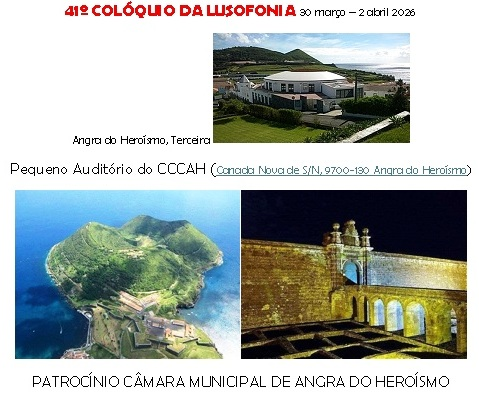 41º COLÓQUIO DA LUSOFONIA 30 março – 2 abril 2026
Angra do Heroísmo, Terceira
Pequeno Auditório do CCCAH (Canada Nova de S/N, 9700-130 Angra do Heroísmo)
PATROCÍNIO CÂMARA MUNICIPAL DE ANGRA DO HEROÍSMO